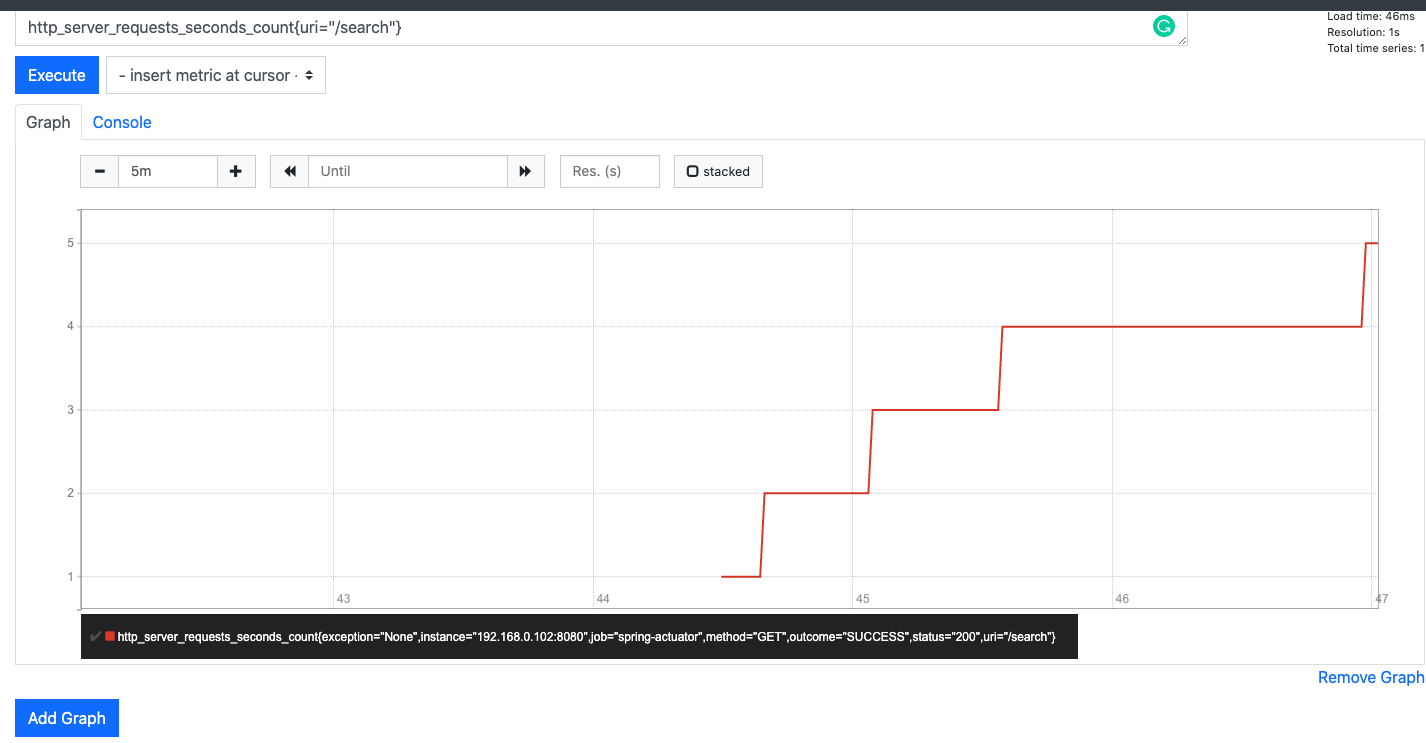 http_server_requests_seconds_count{uri="/search"}
Load time: 46ms
Resolution: 1s
Total time series: 1
Execute
- insert metric at cursor -
Graph Console
5m Until Res. (s) stacked
5
4
3
2
1
43 44 45 46 47
http_server_requests_seconds_count{exception="None",instance="192.168.0.102:8080",job="spring-actuator",method="GET",outcome="SUCCESS",status="200",uri="/search"}
Remove Graph
Add Graph